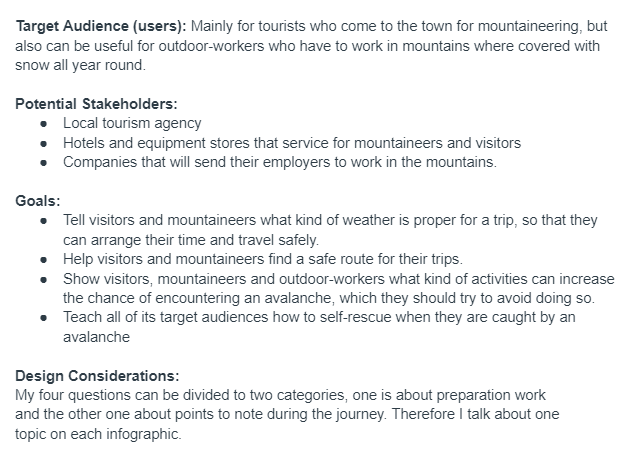 Target Audience (users): Mainly for tourists who come to the town for mountaineering, but
also can be useful for outdoor-workers who have to work in mountains where covered with
snow all year round.
Potential Stakeholders:
● Local tourism agency
● Hotels and equipment stores that service for mountaineers and visitors
● Companies that will send their employers to work in the mountains.
Goals:
● Tell visitors and mountaineers what kind of weather is proper for a trip, so that they
can arrange their time and travel safely.
● Help visitors and mountaineers find a safe route for their trips.
● Show visitors, mountaineers and outdoor-workers what kind of activities can increase
the chance of encountering an avalanche, which they should try to avoid doing so.
● Teach all of its target audiences how to self-rescue when they are caught by an
avalanche
Design Considerations:
My four questions can be divided to two categories, one is about preparation work
and the other one about points to note during the journey. Therefore I talk about one
topic on each infographic.